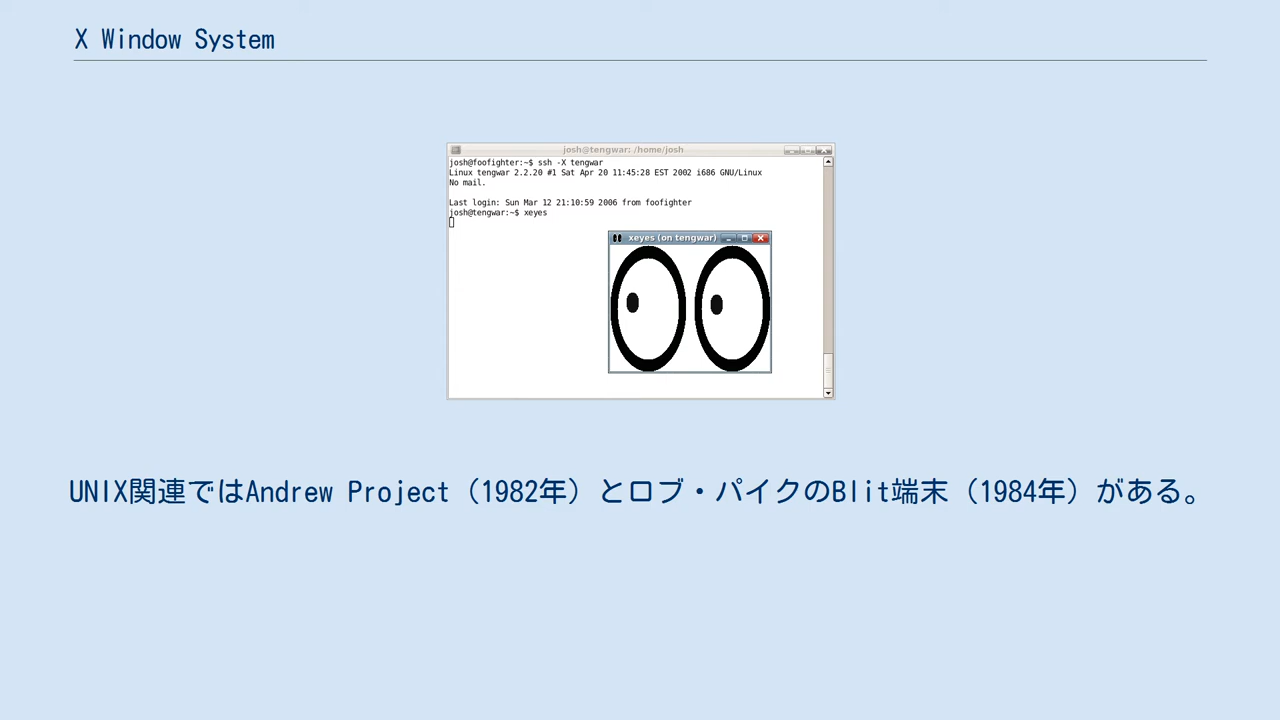 X Window System
josh@tengwar: /home/josh
josh@foofighter:~$ ssh -X tengwar
Linux tengwar 2.2.20 #1 Sat Apr 20 11:45:28 EST 2002 i686 GNU/Linux
No mail.
Last login: Sun Mar 12 21:10:59 2006 from foofighter
josh@tengwar:~$ xeyes
xeyes (on tengwar)
UNIX関連ではAndrew Project（1982年）とロブ・パイクのBlit端末（1984年）がある。